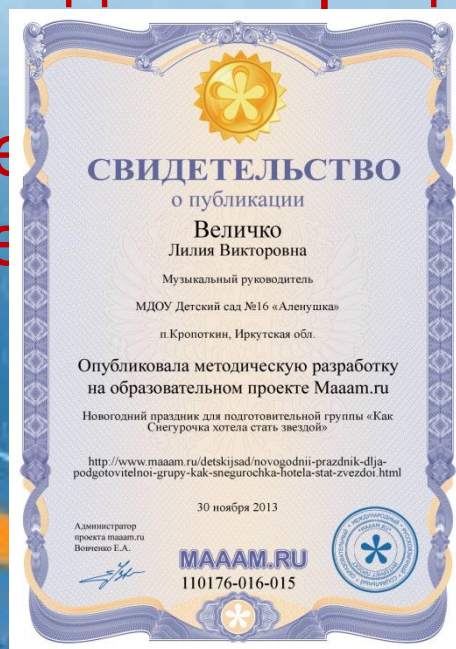 СВИДЕТЕЛЬСТВО
о публикации
Величко
Лилия Викторовна
Музыкальный руководитель
МДОУ Детский сад №16 «Аленушка»
п.Кропоткин, Иркутская обл.
Опубликовала методическую разработку
на образовательном проекте Maaam.ru
Новогодний праздник для подготовительной группы «Как
Снегурочка хотела стать звездой»
http://www.maaam.ru/detskijsad/novogodnii-prazdnik-dlja-
podgotovitelnoi-grupy-kak-snegurochka-hotela-stat-zvezdoi.html
30 ноября 2013
Администратор
проекта maaam.ru
Вовченко Е.А.
MAAAM.RU
110176-016-015